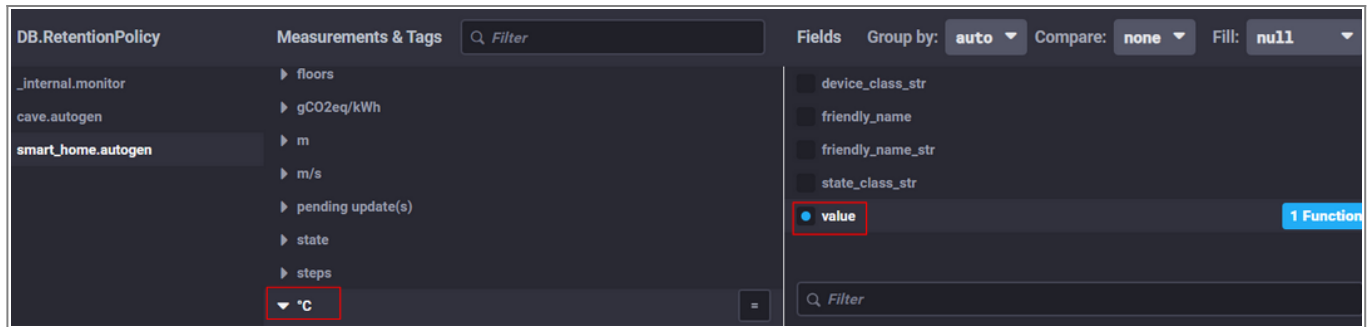 DB.RetentionPolicy
_internal.monitor
cave.autogen
smart_home.autogen
Measurements & Tags
Filter
floors
gCO2eq/kWh
m
m/s
pending update(s)
state
steps
°C
=
Fields Group by: auto Compare: none Fill: null
device_class_str
friendly_name
friendly_name_str
state_class_str
value
1 Function
Filter